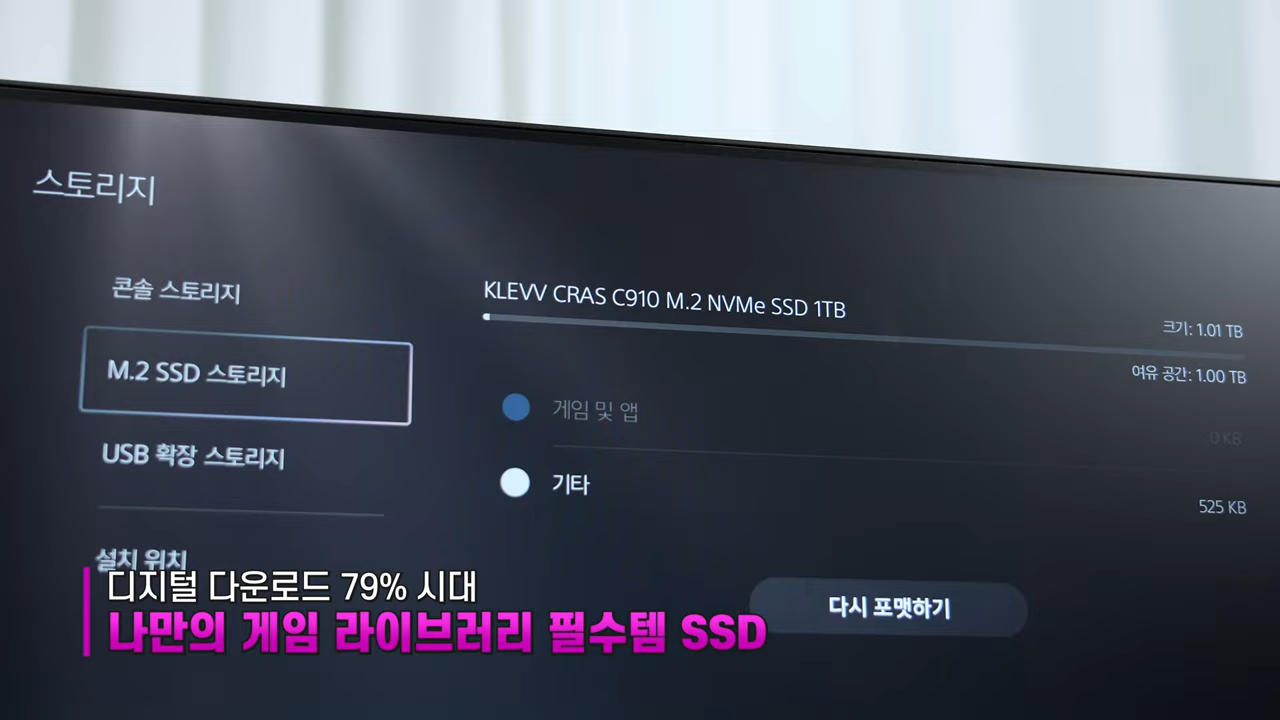 스토리지
콘솔 스토리지
M.2 SSD 스토리지
USB 확장 스토리지
설치 위치
KLEVV CRAS C910 M.2 NVMe SSD 1TB
크기: 1.01 TB
여유 공간: 1.00 TB
게임 및 앱
0 KB
기타
525 KB
다시 포맷하기
디지털 다운로드 79% 시대
나만의 게임 라이브러리 필수템 SSD